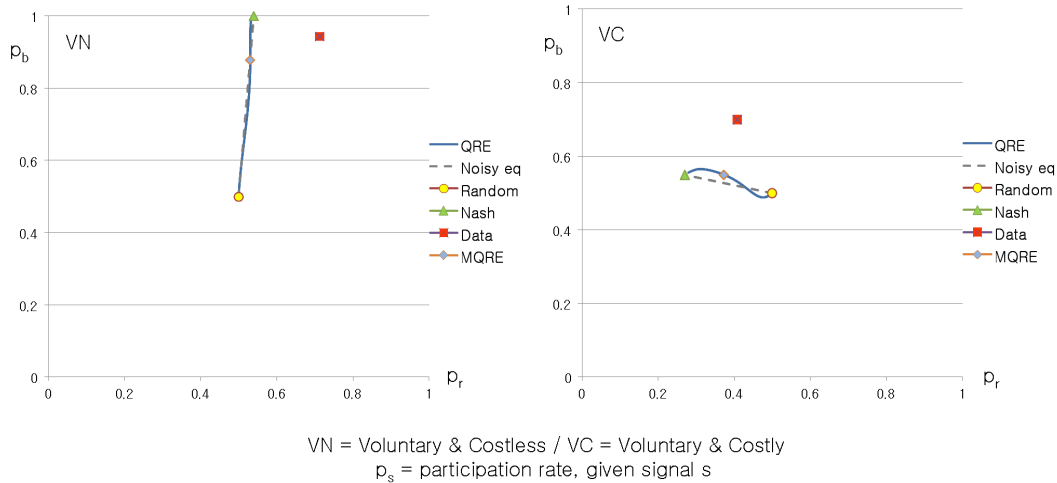 VN
p_b
1
0.8
0.6
0.4
0.2
0
0 0.2 0.4 0.6 0.8 1
p_r
QRE
Noisy eq
Random
Nash
Data
MQRE
VC
p_b
1
0.8
0.6
0.4
0.2
0
0 0.2 0.4 0.6 0.8 1
p_r
QRE
Noisy eq
Random
Nash
Data
MQRE
VN = Voluntary & Costless / VC = Voluntary & Costly
p_s = participation rate, given signal s